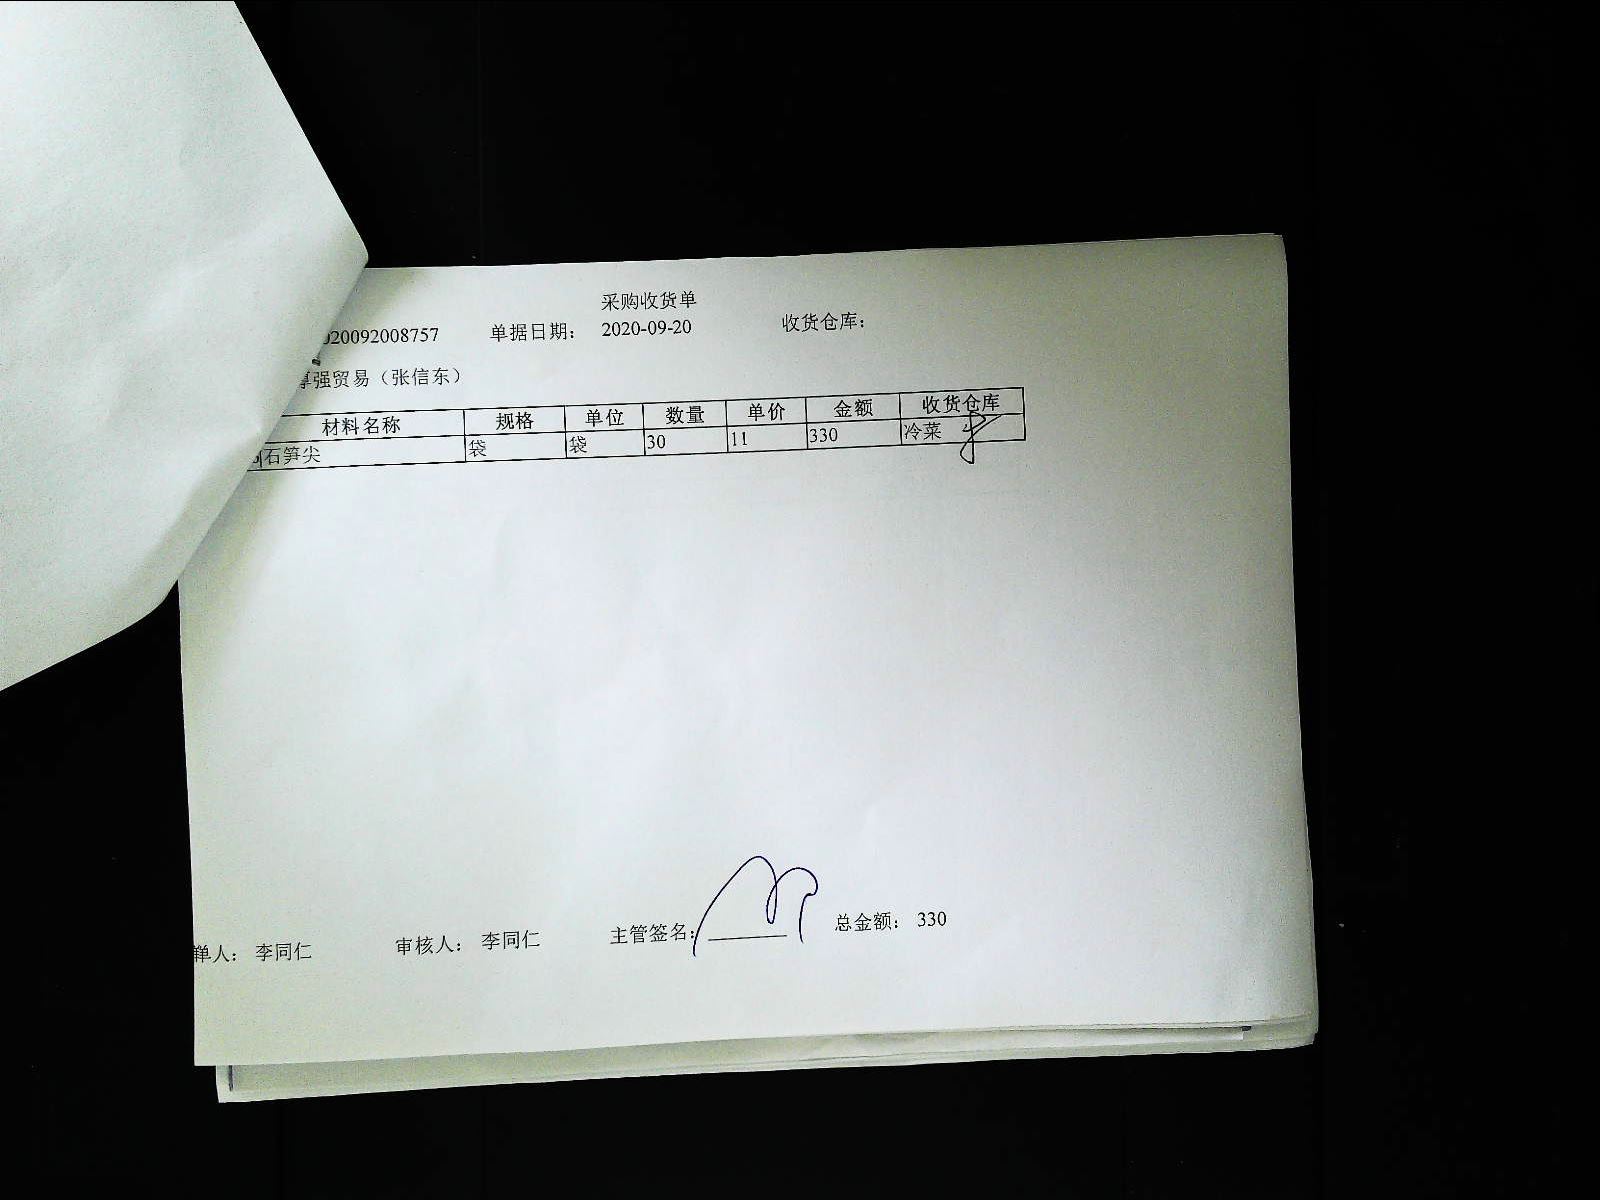 采购收货单
020092008757 单据日期： 2020-09-20 收货仓库：
强贸易（张信东）
材料名称 规格 单位 数量 单价 金额 收货仓库
石笋尖 袋 袋 30 11 330 冷菜
单人： 李同仁 审核人： 李同仁 主管签名： 总金额： 330